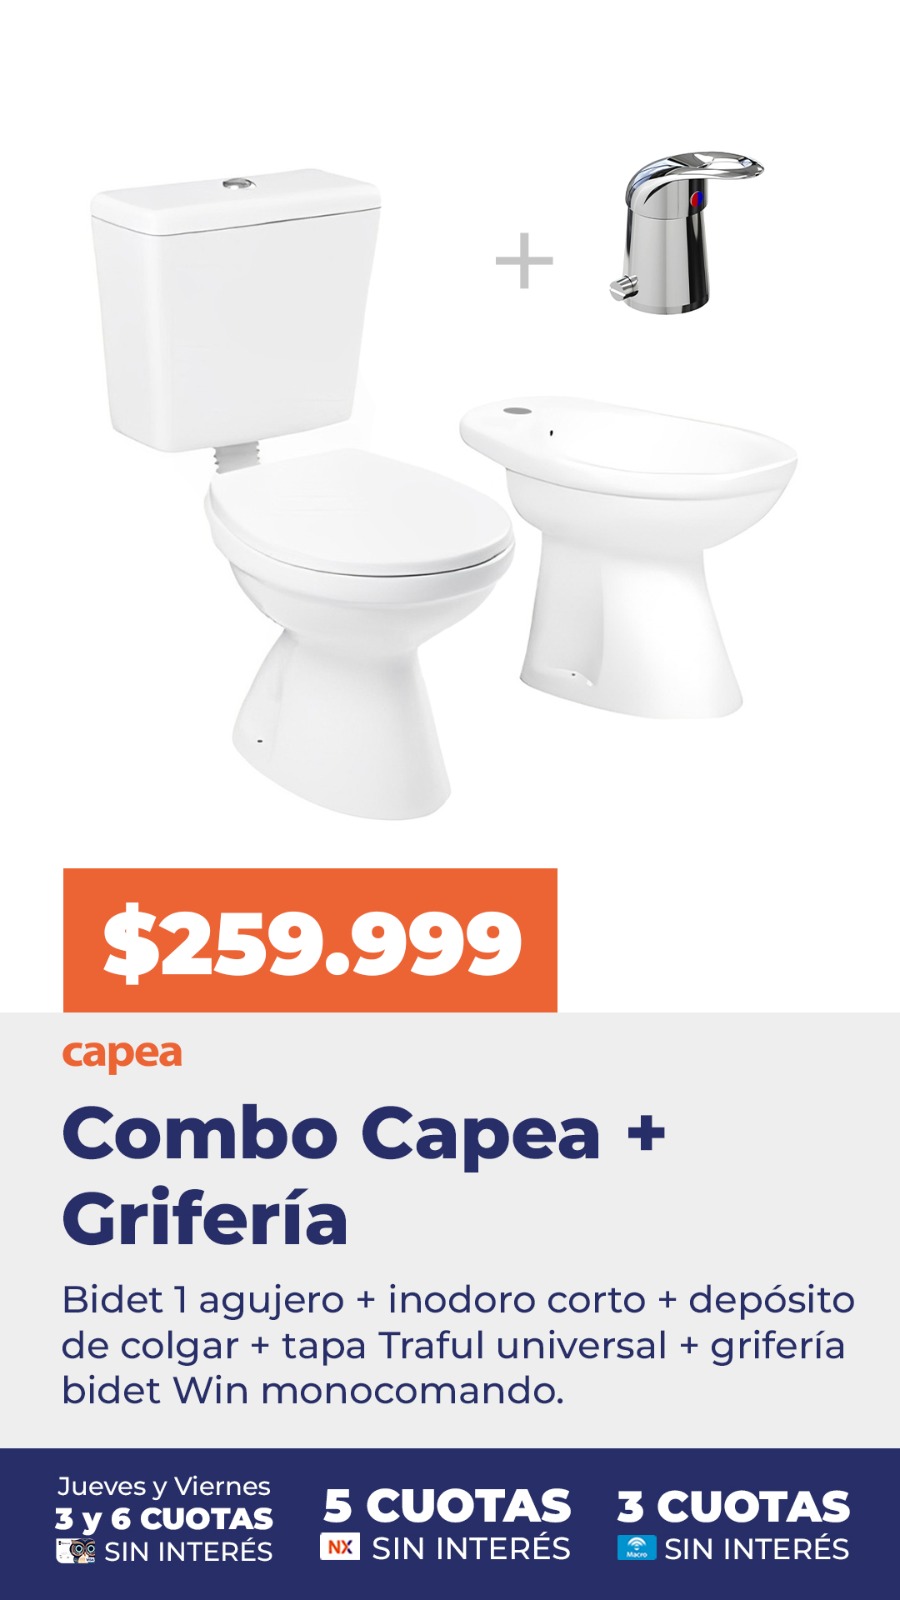 $259.999
capea
Combo Capea +
Grifería
Bidet 1 agujero + inodoro corto + depósito
de colgar + tapa Traful universal + grifería
bidet Win monocomando.
Jueves y Viernes
3 y 6 CUOTAS
SIN INTERÉS
5 CUOTAS
NX SIN INTERÉS
3 CUOTAS
Macro SIN INTERÉS